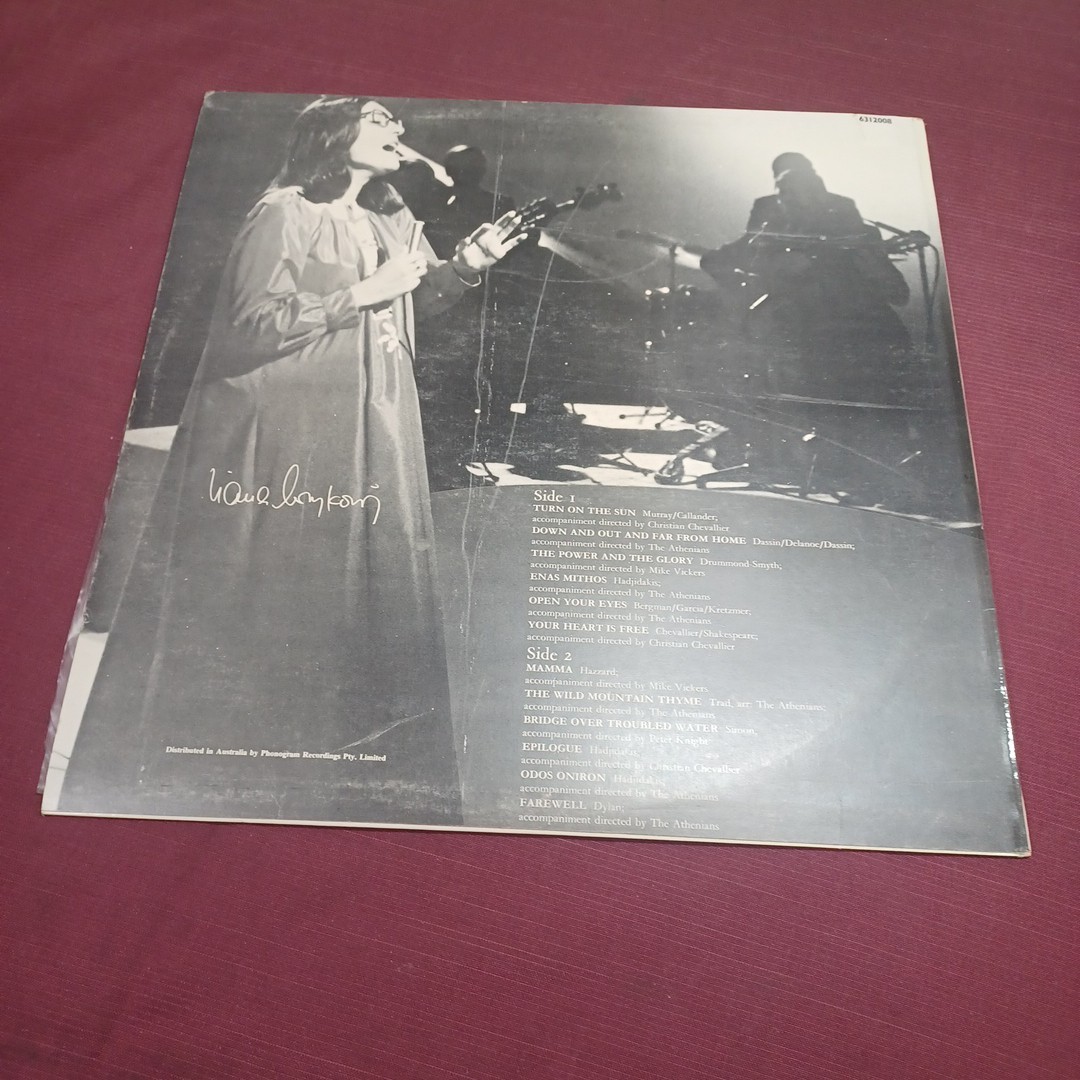 6312008
Side 1
TURN ON THE SUN Murray/Callander;
accompaniment directed by Christian Chevallier
DOWN AND OUT AND FAR FROM HOME Dassin/Delanoe/Dassin;
accompaniment directed by The Athenians
THE POWER AND THE GLORY Drummond-Smyth;
accompaniment directed by Mike Vickers
ENAS MITHOS Hadjidakis;
accompaniment directed by The Athenians
OPEN YOUR EYES Bergman/Garcia/Kretzmer;
accompaniment directed by The Athenians
YOUR HEART IS FREE Chevallier/Shakespeare;
accompaniment directed by Christian Chevallier
Side 2
MAMMA Hazzard;
accompaniment directed by Mike Vickers
THE WILD MOUNTAIN THYME Trad. arr: The Athenians;
accompaniment directed by The Athenians
BRIDGE OVER TROUBLED WATER Simon;
accompaniment directed by Peter Knight
EPILOGUE Hadjidakis;
accompaniment directed by Christian Chevallier
ODOS ONIRON Hadjidakis;
accompaniment directed by The Athenians
FAREWELL Dylan;
accompaniment directed by The Athenians
Distributed in Australia by Phonogram Recordings Pty. Limited